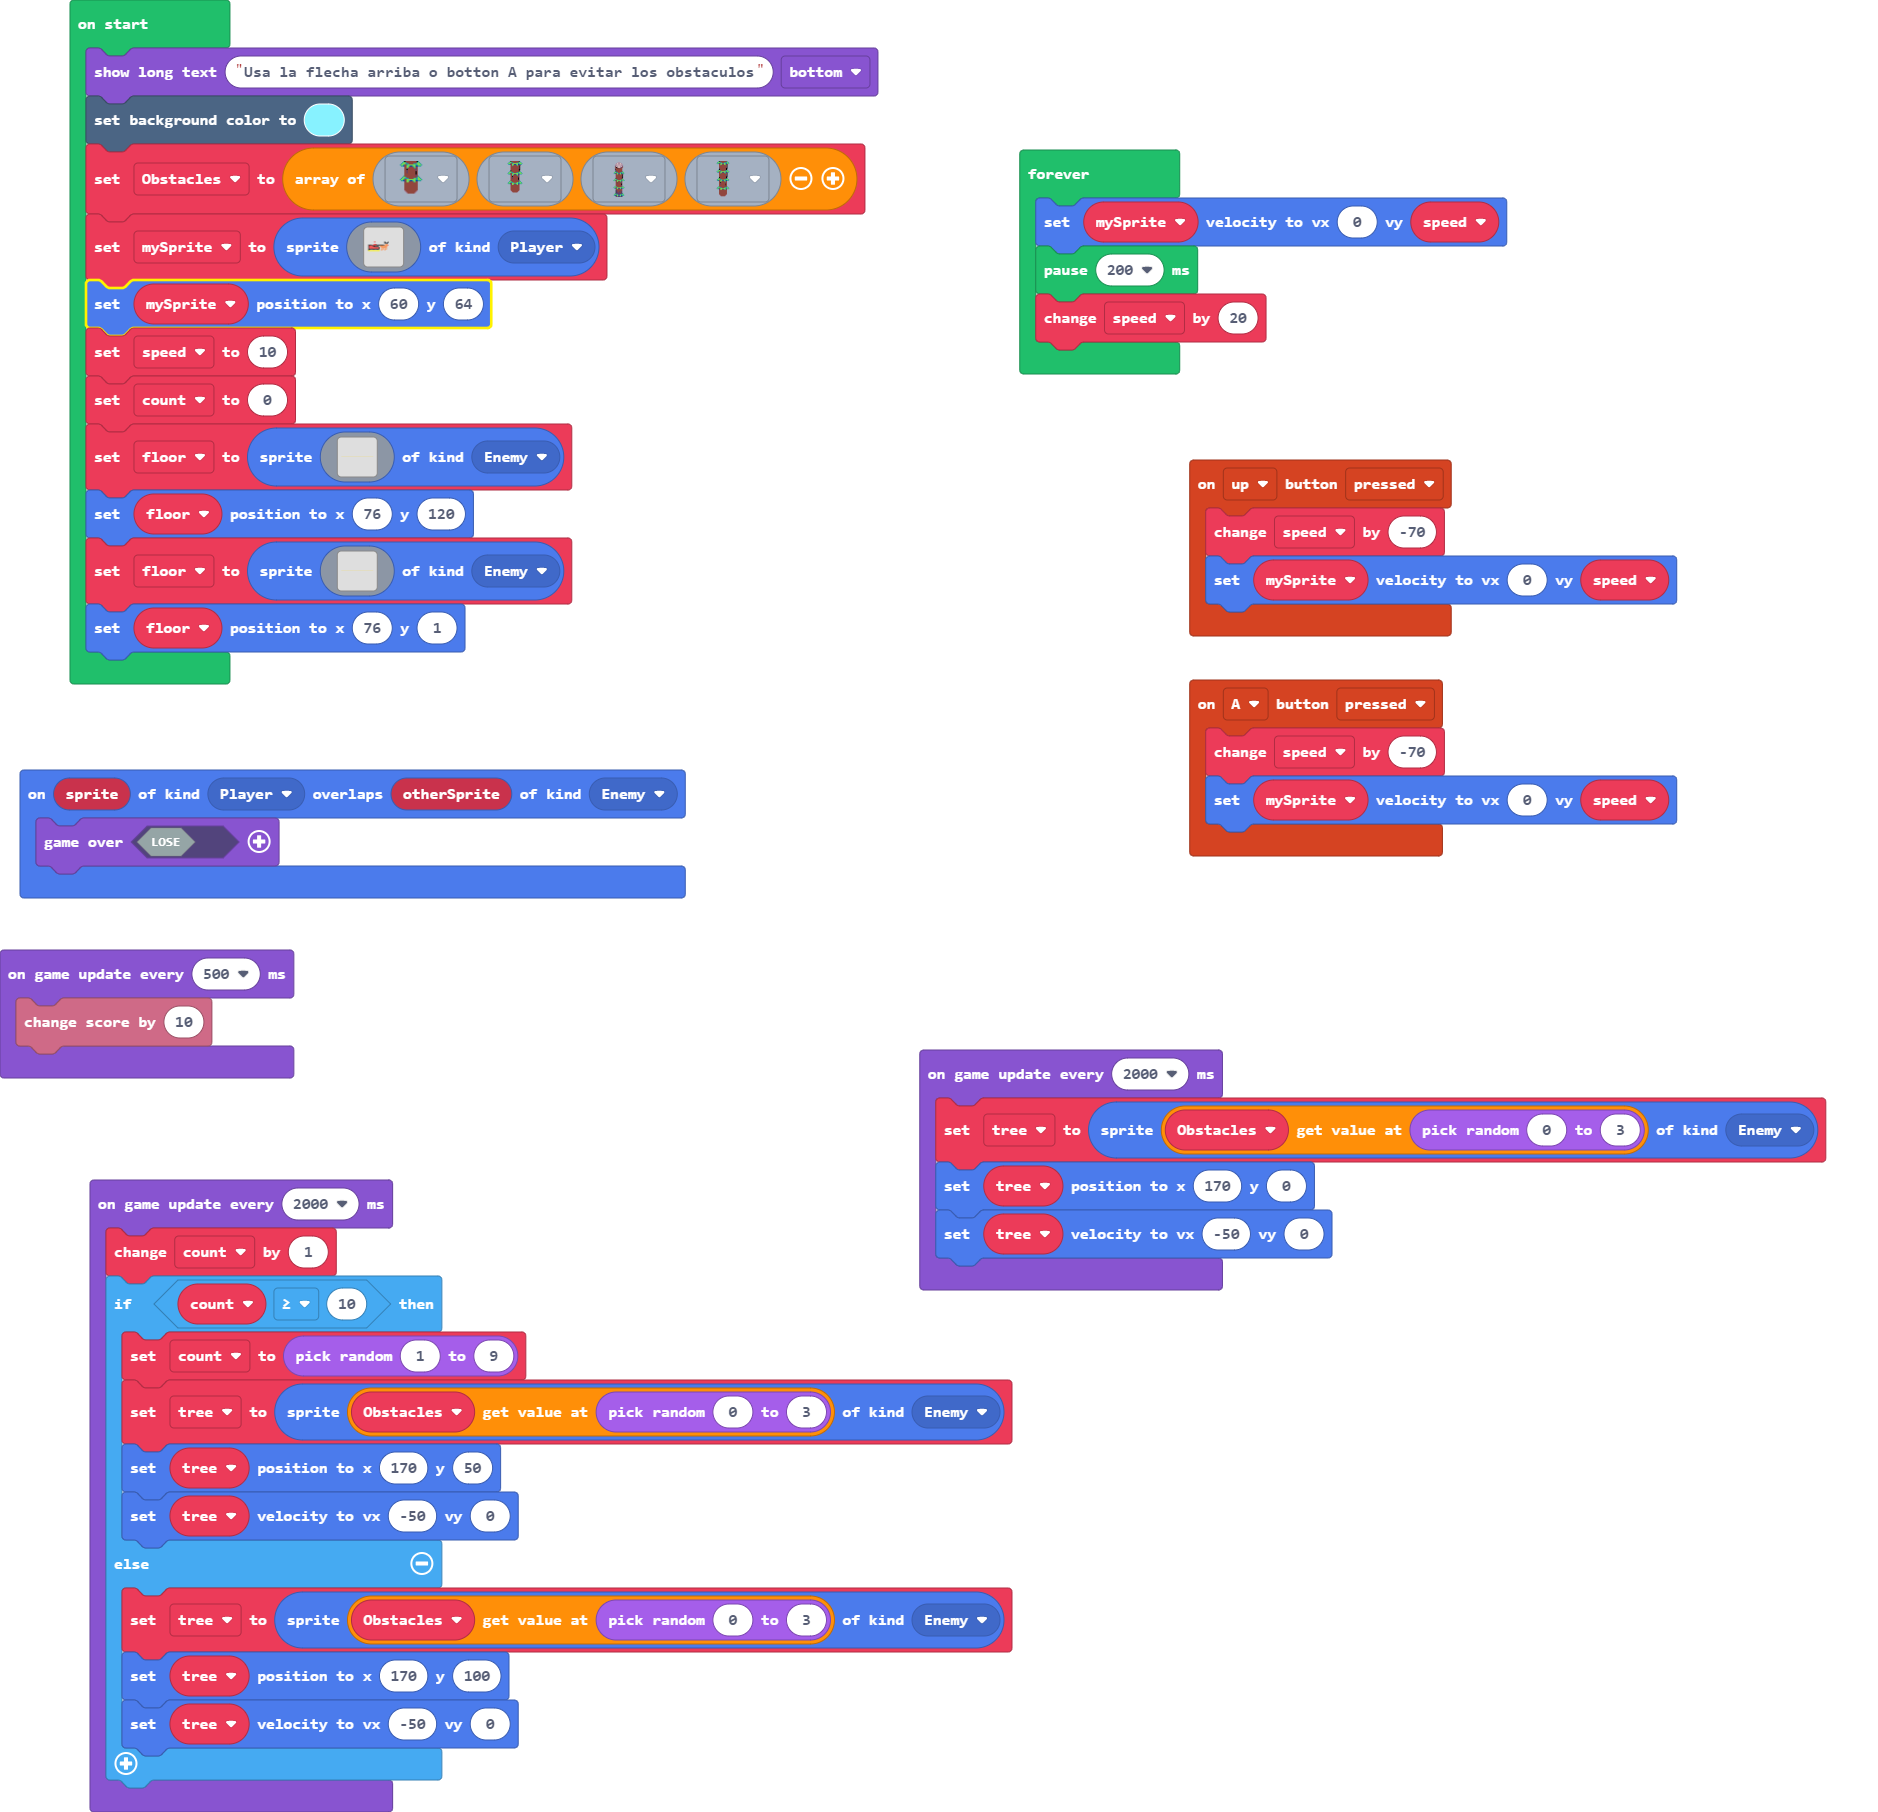 on start
show long text "Usa la flecha arriba o botton A para evitar los obstaculos" bottom
set background color to
set Obstacles to array of
set mySprite to sprite of kind Player
set mySprite position to x 60 y 64
set speed to 10
set count to 0
set floor to sprite of kind Enemy
set floor position to x 76 y 120
set floor to sprite of kind Enemy
set floor position to x 76 y 1
forever
set mySprite velocity to vx 0 vy speed
pause 200 ms
change speed by 20
on up button pressed
change speed by -70
set mySprite velocity to vx 0 vy speed
on A button pressed
change speed by -70
set mySprite velocity to vx 0 vy speed
on sprite of kind Player overlaps otherSprite of kind Enemy
game over LOSE
on game update every 500 ms
change score by 10
on game update every 2000 ms
set tree to sprite Obstacles get value at pick random 0 to 3 of kind Enemy
set tree position to x 170 y 0
set tree velocity to vx -50 vy 0
on game update every 2000 ms
change count by 1
if count ≥ 10 then
set count to pick random 1 to 9
set tree to sprite Obstacles get value at pick random 0 to 3 of kind Enemy
set tree position to x 170 y 50
set tree velocity to vx -50 vy 0
else
set tree to sprite Obstacles get value at pick random 0 to 3 of kind Enemy
set tree position to x 170 y 100
set tree velocity to vx -50 vy 0